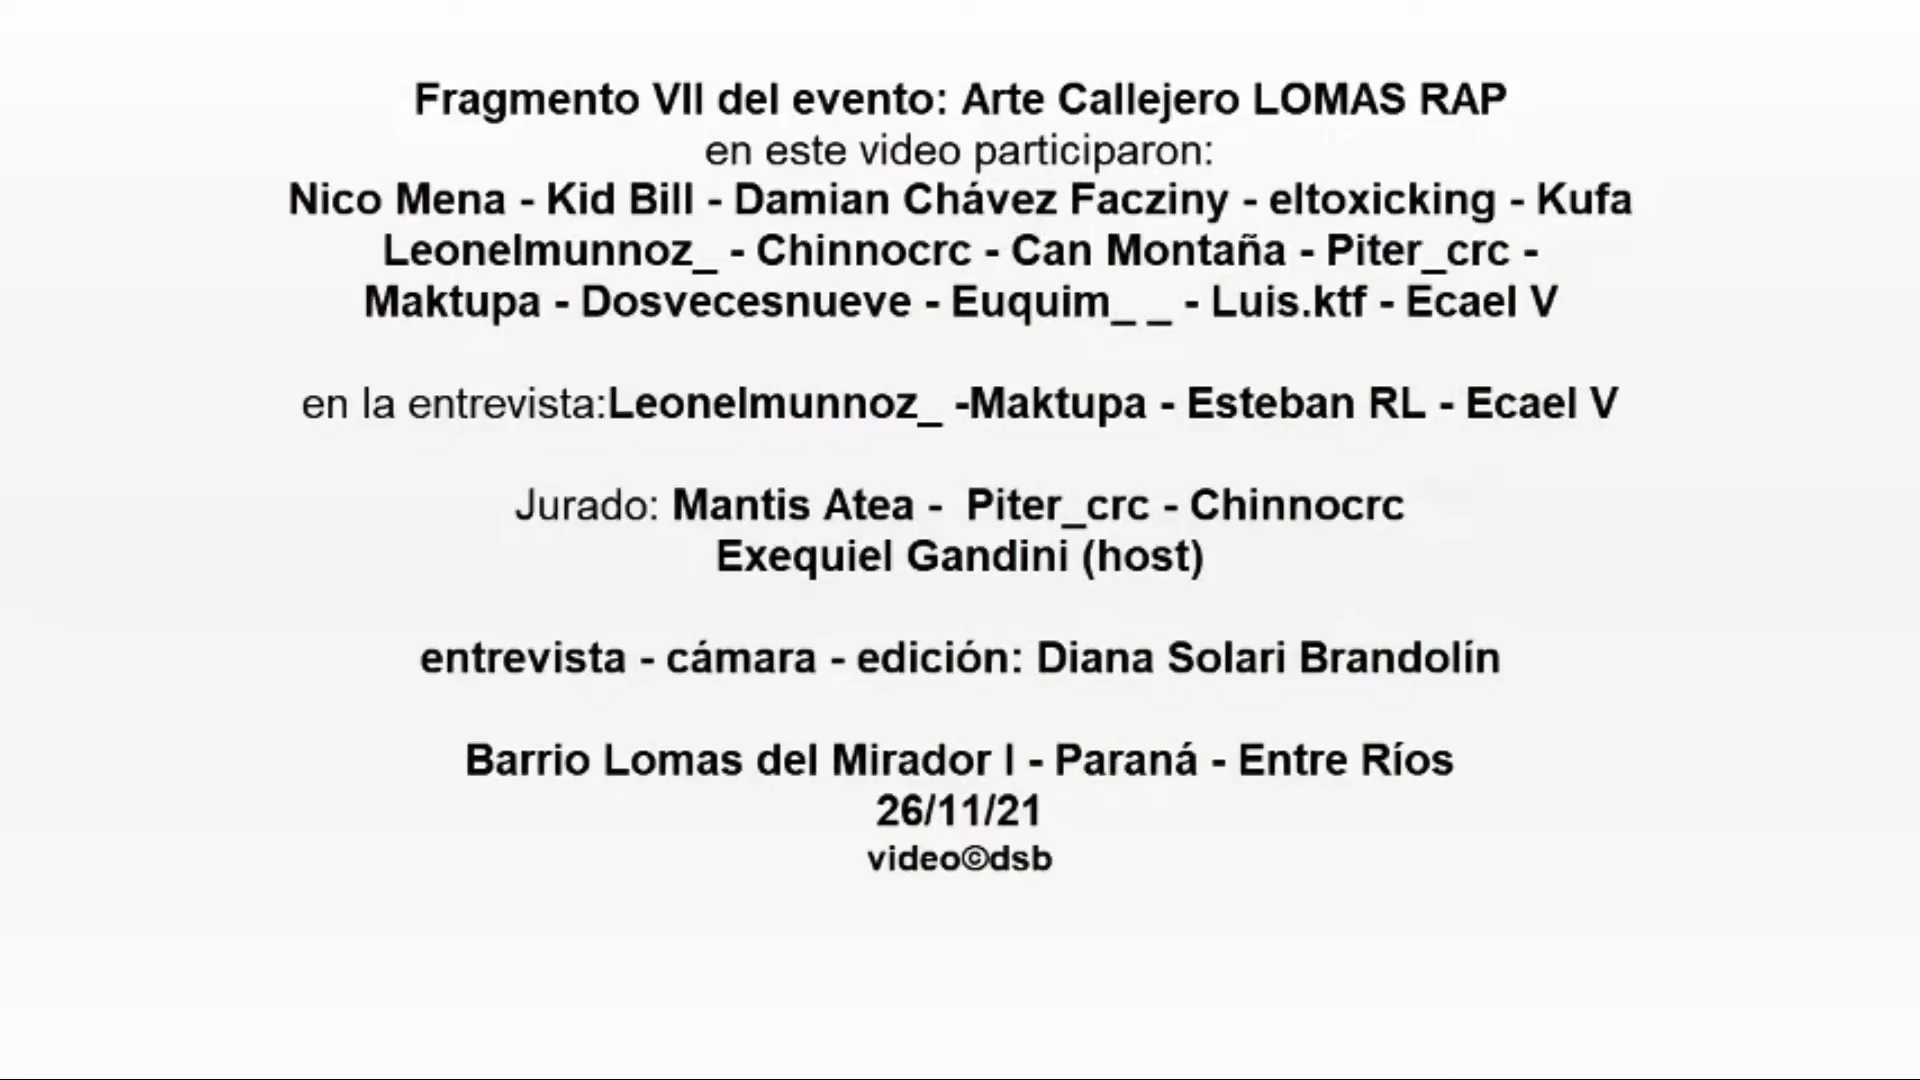 Fragmento VII del evento: Arte Callejero LOMAS RAP
en este video participaron:
Nico Mena - Kid Bill - Damian Chávez Facziny - eltoxicking - Kufa
Leonelmunnoz_ - Chinnocrc - Can Montaña - Piter_crc -
Maktupa - Dosvecesnueve - Euquim_ _ - Luis.ktf - Ecael V
en la entrevista:Leonelmunnoz_ -Maktupa - Esteban RL - Ecael V
Jurado: Mantis Atea -  Piter_crc - Chinnocrc
Exequiel Gandini (host)
entrevista - cámara - edición: Diana Solari Brandolín
Barrio Lomas del Mirador I - Paraná - Entre Ríos
26/11/21
video©dsb